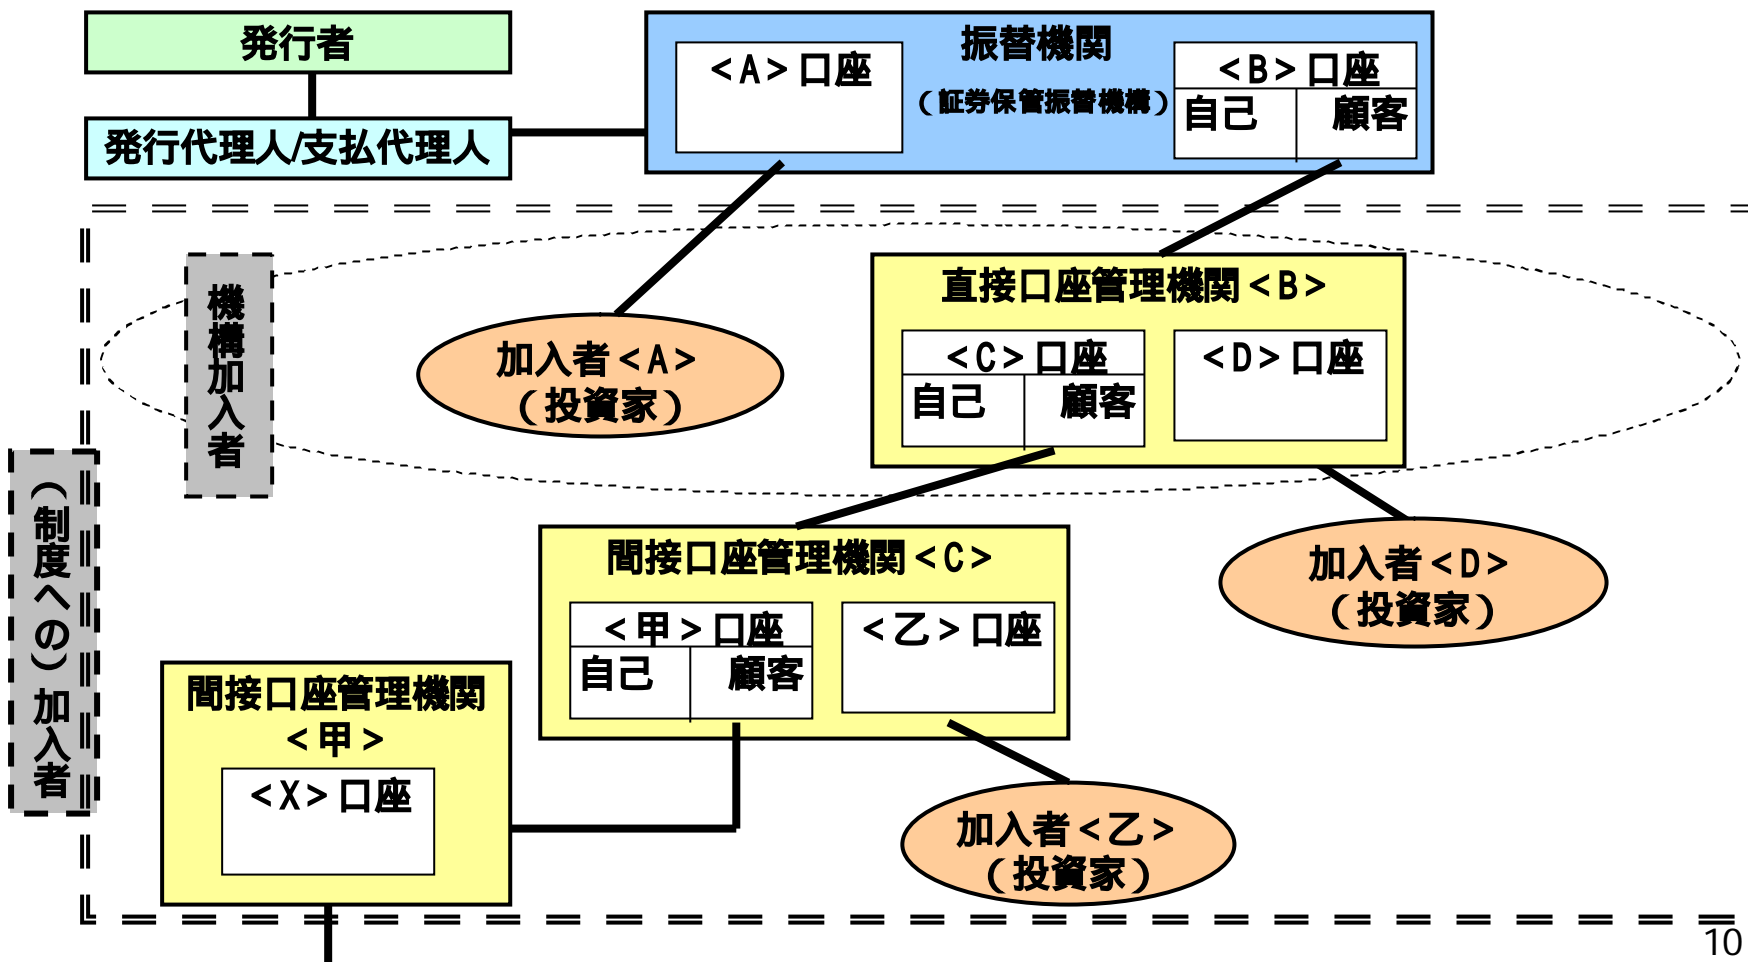 発行者
発行代理人/支払代理人
振替機関
（証券保管振替機構）
＜A＞口座
＜B＞口座
自己
顧客
機構加入者
加入者＜A＞
（投資家）
直接口座管理機関＜B＞
＜C＞口座
自己
顧客
＜D＞口座
（制度への）加入者
間接口座管理機関＜C＞
＜甲＞口座
自己
顧客
＜乙＞口座
加入者＜D＞
（投資家）
間接口座管理機関
＜甲＞
＜X＞口座
加入者＜乙＞
（投資家）
10